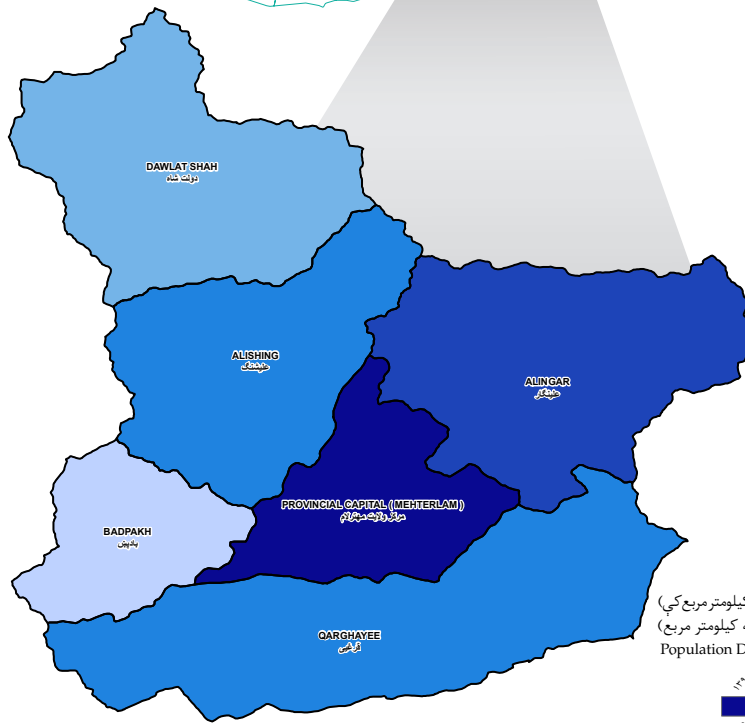 DAWLAT SHAH
دولت شاه
ALISHING
علیشنگ
ALINGAR
علینگار
PROVINCIAL CAPITAL ( MEHTERLAM )
مرکز ولایت مهترلام
BADPAKH
بادپښ
QARGHAYEE
قرغیی
کیلومتر مربع کې)
کیلومتر مربع)
Population D